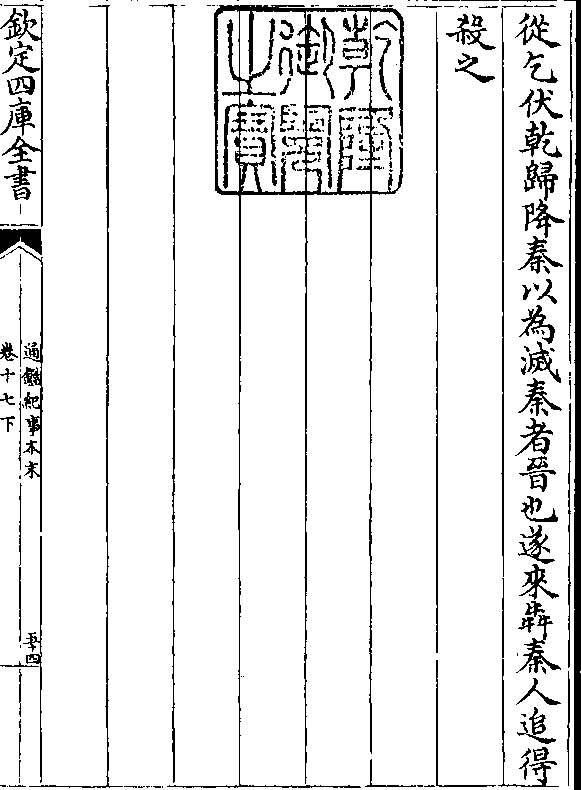 從乞伏乾歸降秦以為滅秦者晉也遂來犇秦人追得
殺之
乾隆御覽之寶
欽定四庫全書
通鑑紀事本末
卷十七下
五十四